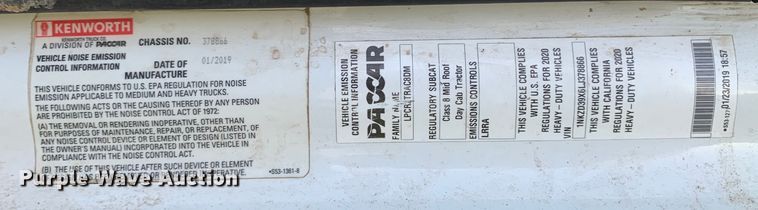 KENWORTH
KENWORTH TRUCK CO.
A DIVISION OF PACCAR
CHASSIS NO. 378866
VEHICLE NOISE EMISSION
CONTROL INFORMATION
DATE OF
MANUFACTURE
01/2019
THIS VEHICLE CONFORMS TO U.S. EPA REGULATION FOR NOISE
EMISSION APPLICABLE TO MEDIUM AND HEAVY TRUCKS.
THE FOLLOWING ACTS OR THE CAUSING THEREOF BY ANY PERSON
ARE PROHIBITED BY THE NOISE CONTROL ACT OF 1972:
(A) THE REMOVAL OR RENDERING INOPERATIVE, OTHER THAN
FOR PURPOSES OF MAINTENANCE, REPAIR, OR REPLACEMENT, OF
ANY NOISE CONTROL DEVICE OR ELEMENT OF DESIGN (LISTED IN
THE OWNER'S MANUAL) INCORPORATED INTO THE VEHICLE IN
COMPLIANCE WITH THE NOISE CONTROL ACT.
(B) THE USE OF THE VEHICLE AFTER SUCH DEVICE OR ELEMENT
S53-1361-8
VEHICLE EMISSION
CONTROL INFORMATION
PACCAR
FAMILY NAME
REGULATORY SUBCAT
Class 8 Mid Roof
Day Cab Tractor
EMISSIONS CONTROLS
LRRA
THIS VEHICLE COMPLIES
WITH U.S. EPA
REGULATIONS FOR 2020
HEAVY - DUTY VEHICLES
VIN
THIS VEHICLE COMPLIES
WITH CALIFORNIA
REGULATIONS FOR 2020
HEAVY - DUTY VEHICLES
01/23/2019 18:57
Purple Wave Auction